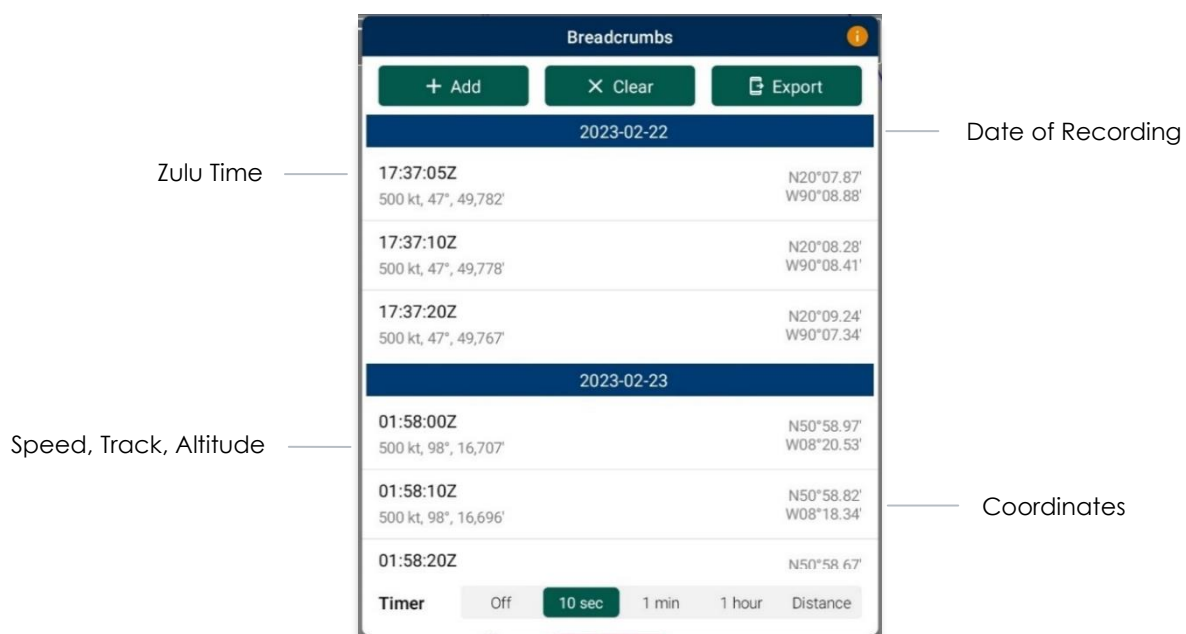 Breadcrumbs
+ Add
X Clear
Export
2023-02-22
Date of Recording
Zulu Time
17:37:05Z
N20°07.87'
500 kt, 47°, 49,782'
W90°08.88'
17:37:10Z
N20°08.28'
500 kt, 47°, 49,778'
W90°08.41'
17:37:20Z
N20°09.24'
500 kt, 47°, 49,767'
W90°07.34'
2023-02-23
Speed, Track, Altitude
01:58:00Z
N50°58.97'
500 kt, 98°, 16,707'
W08°20.53'
01:58:10Z
N50°58.82'
500 kt, 98°, 16,696'
W08°18.34'
Coordinates
01:58:20Z
N50°58.67'
Timer Off 10 sec 1 min 1 hour Distance